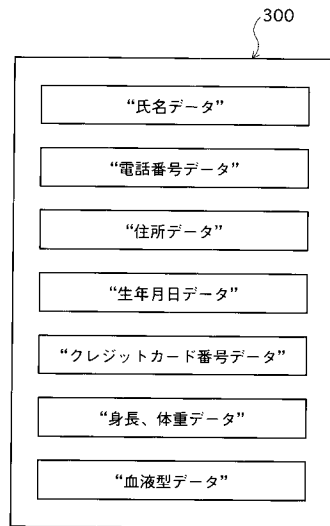 300
“氏名データ”
“電話番号データ”
“住所データ”
“生年月日データ”
“クレジットカード番号データ”
“身長、体重データ”
“血液型データ”